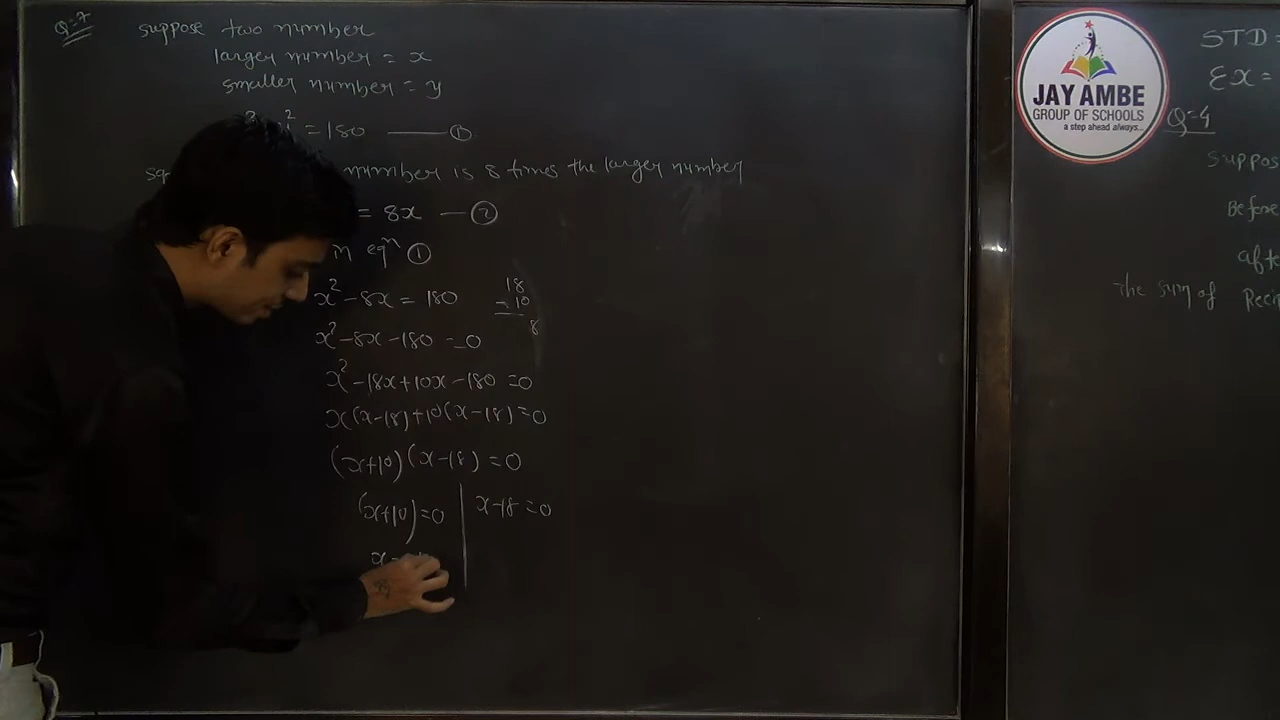 Q-7 suppose two number
larger number = x
smaller number = y
² ² = 180 — ①
number is 8 times the larger number
= 8x — ②
eqⁿ ①
x² - 8x = 180
18
- 10
8
x² - 8x - 180 = 0
x² - 18x + 10x - 180 = 0
x(x-18) + 10(x-18) = 0
(x+10)(x-18) = 0
(x+10) = 0 | x-18 = 0
x
JAY AMBE
GROUP OF SCHOOLS
a step ahead always...
STD =
EX =
Q-4
Suppos
Before
afte
the sum of Recip